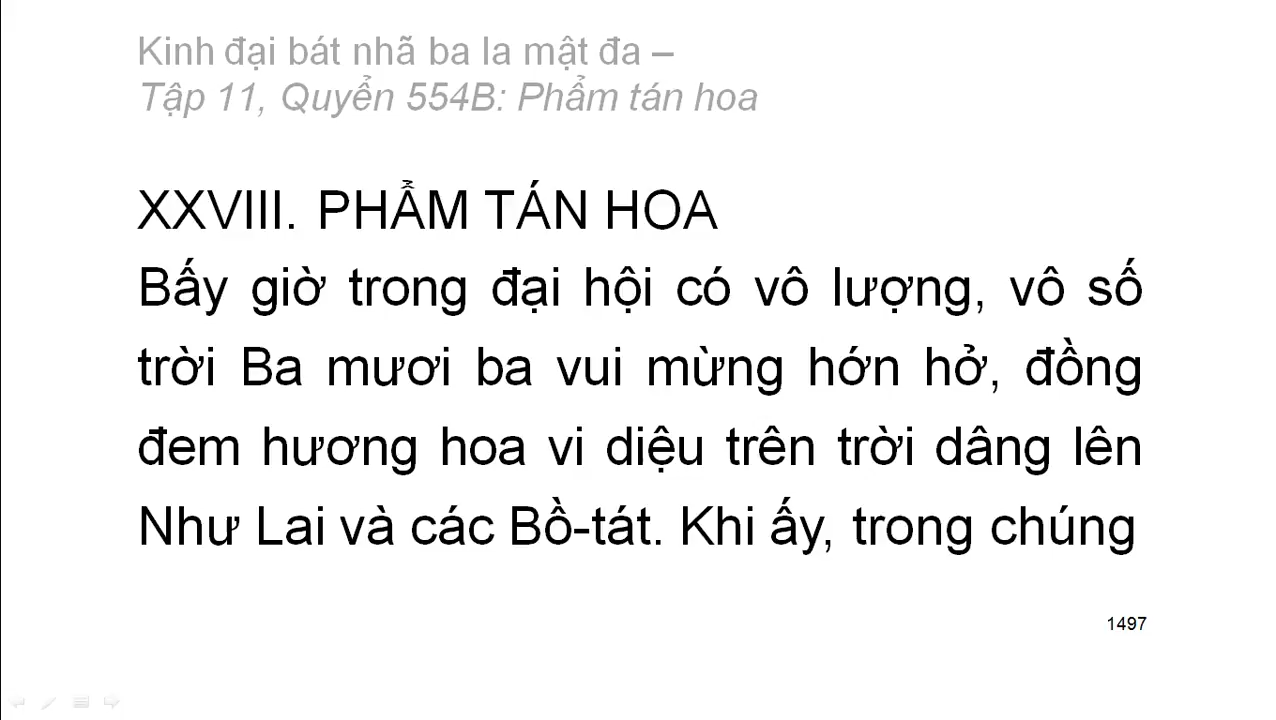 Kinh đại bát nhã ba la mật đa –
Tập 11, Quyển 554B: Phẩm tán hoa
XXVIII. PHẨM TÁN HOA
Bấy giờ trong đại hội có vô lượng, vô số
trời Ba mươi ba vui mừng hớn hở, đồng
đem hương hoa vi diệu trên trời dâng lên
Như Lai và các Bồ-tát. Khi ấy, trong chúng
1497